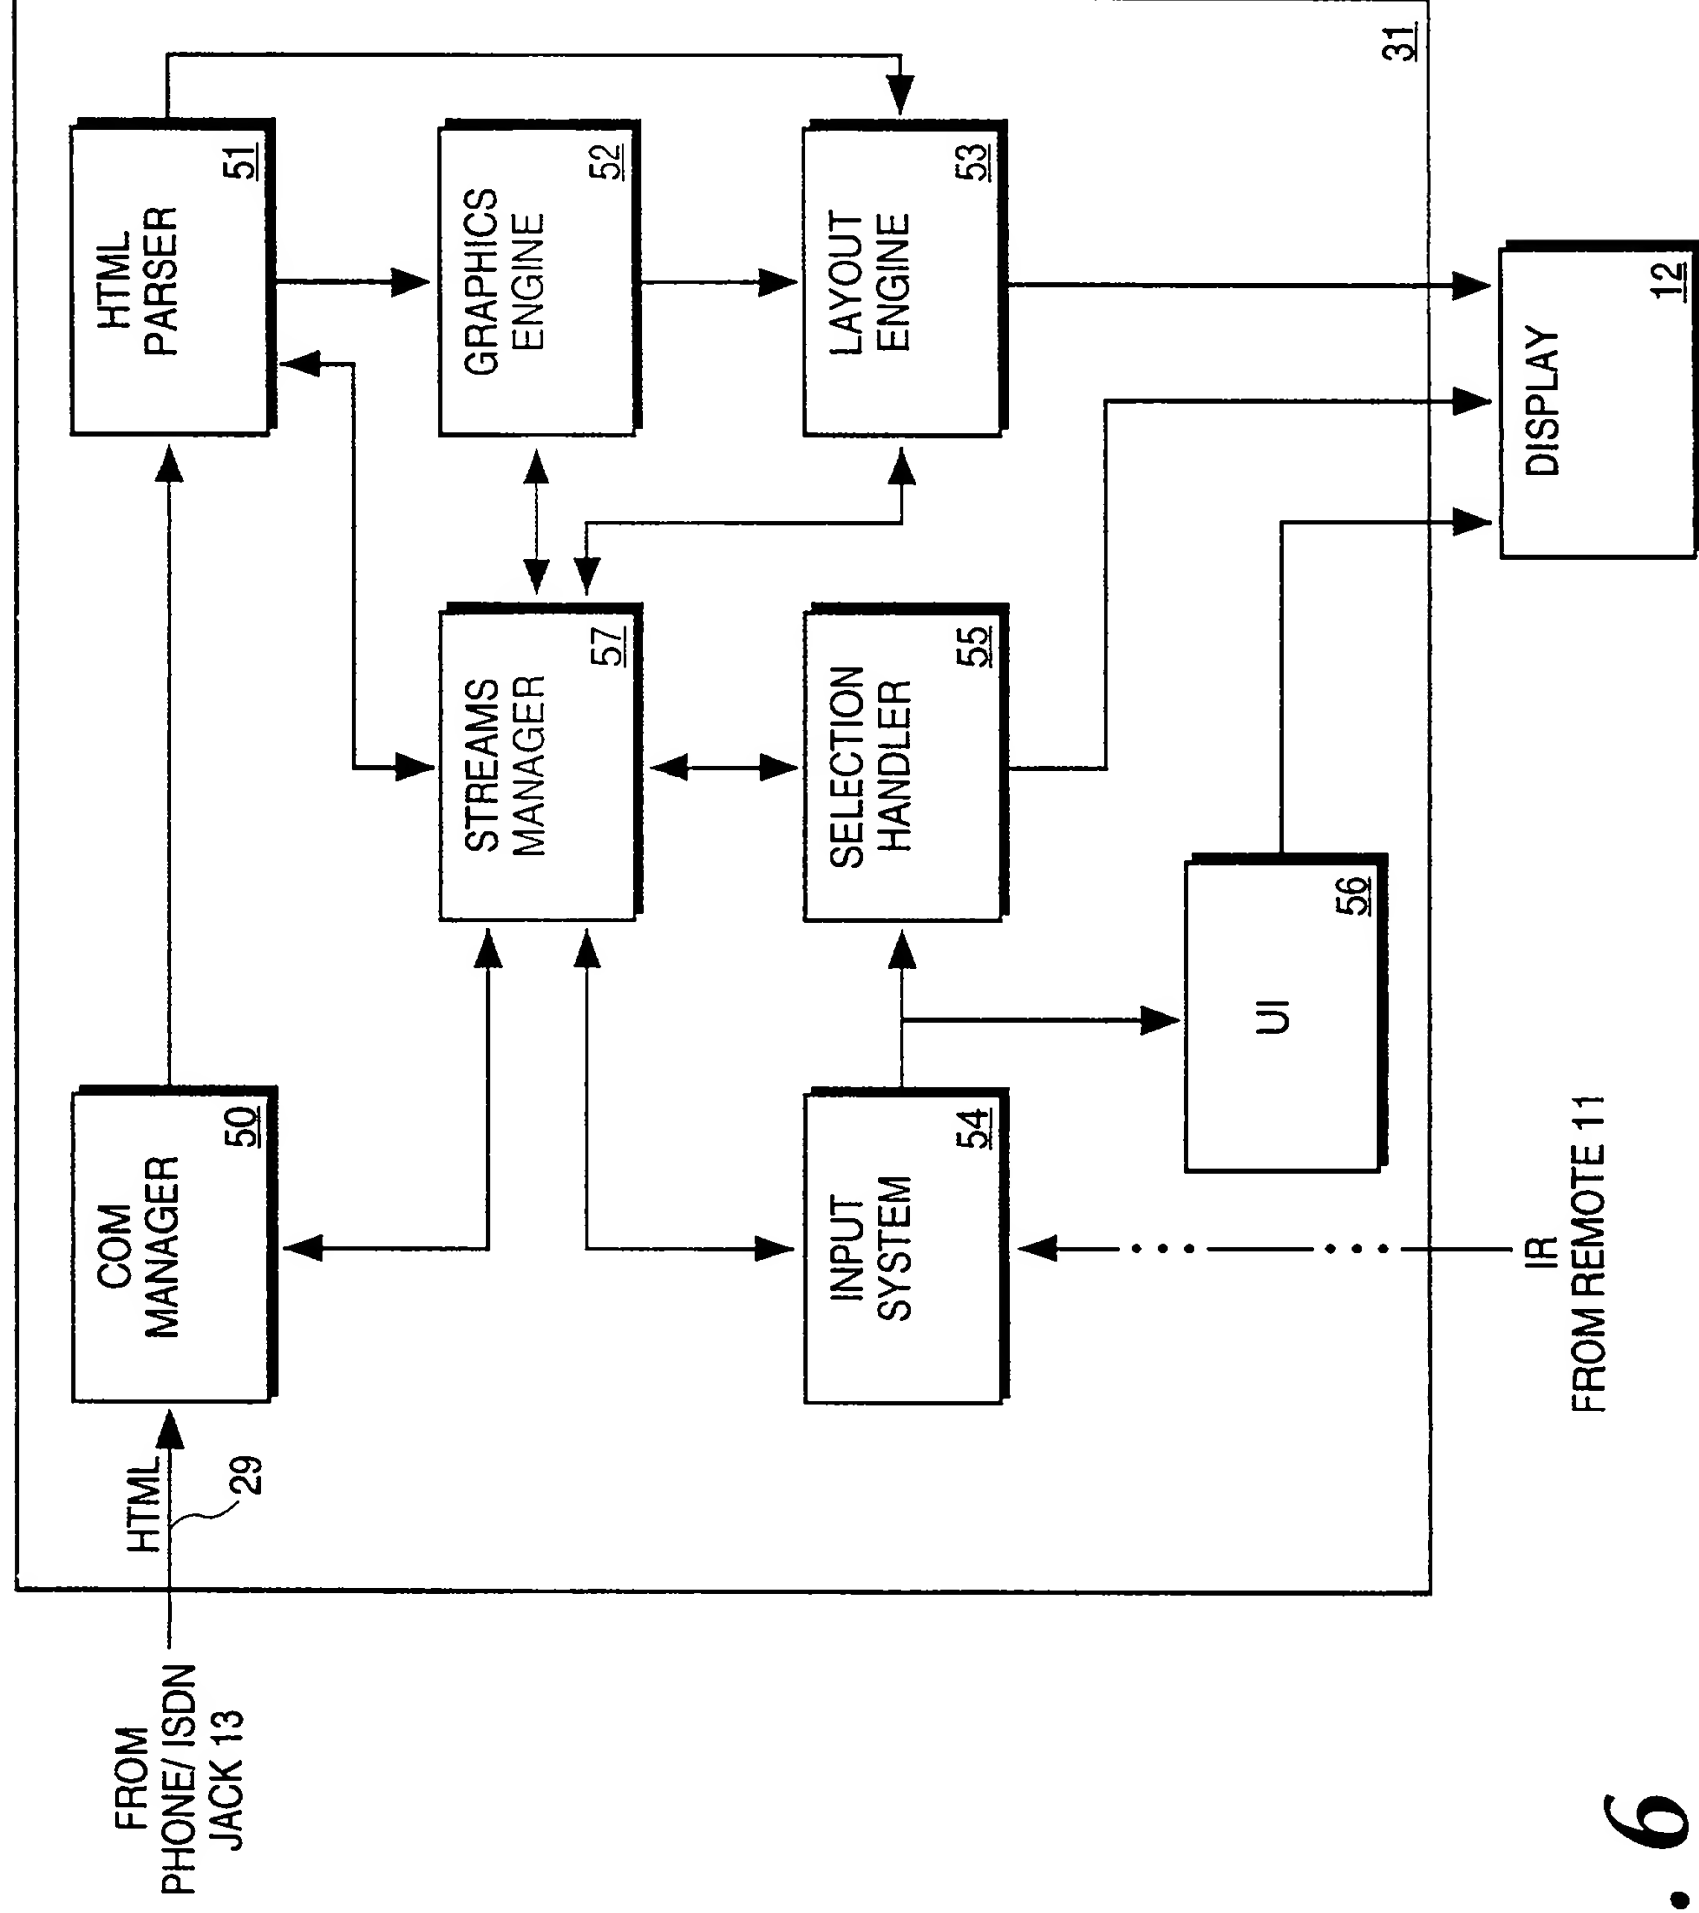 FROM
PHONE/ ISDN
JACK 13
HTML
29
COM
MANAGER
50
HTML
PARSER
51
STREAMS
MANAGER
57
GRAPHICS
ENGINE
52
INPUT
SYSTEM
54
SELECTION
HANDLER
55
LAYOUT
ENGINE
53
UI
56
31
IR
FROM REMOTE 11
DISPLAY
12
. 6